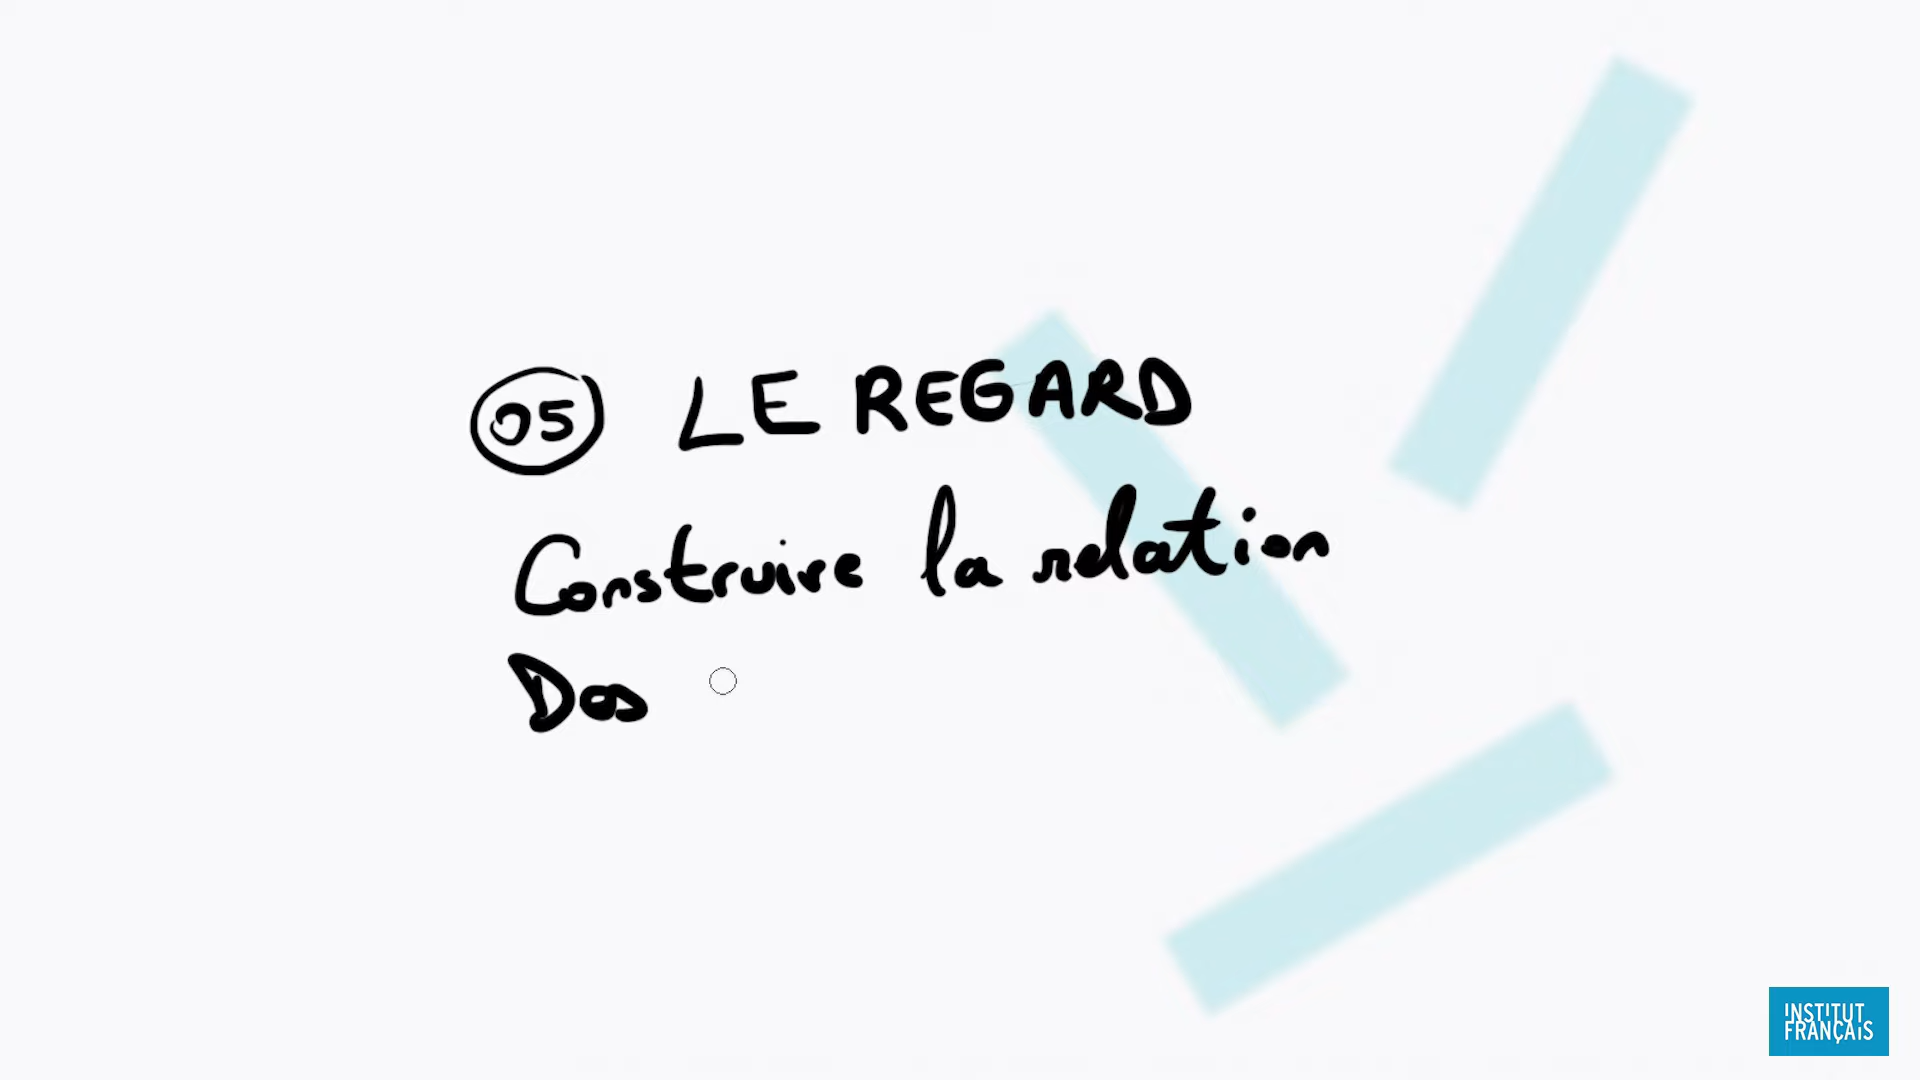 05 LE REGARD
Construire la relation
Dos
INSTITUT
FRANÇAIS